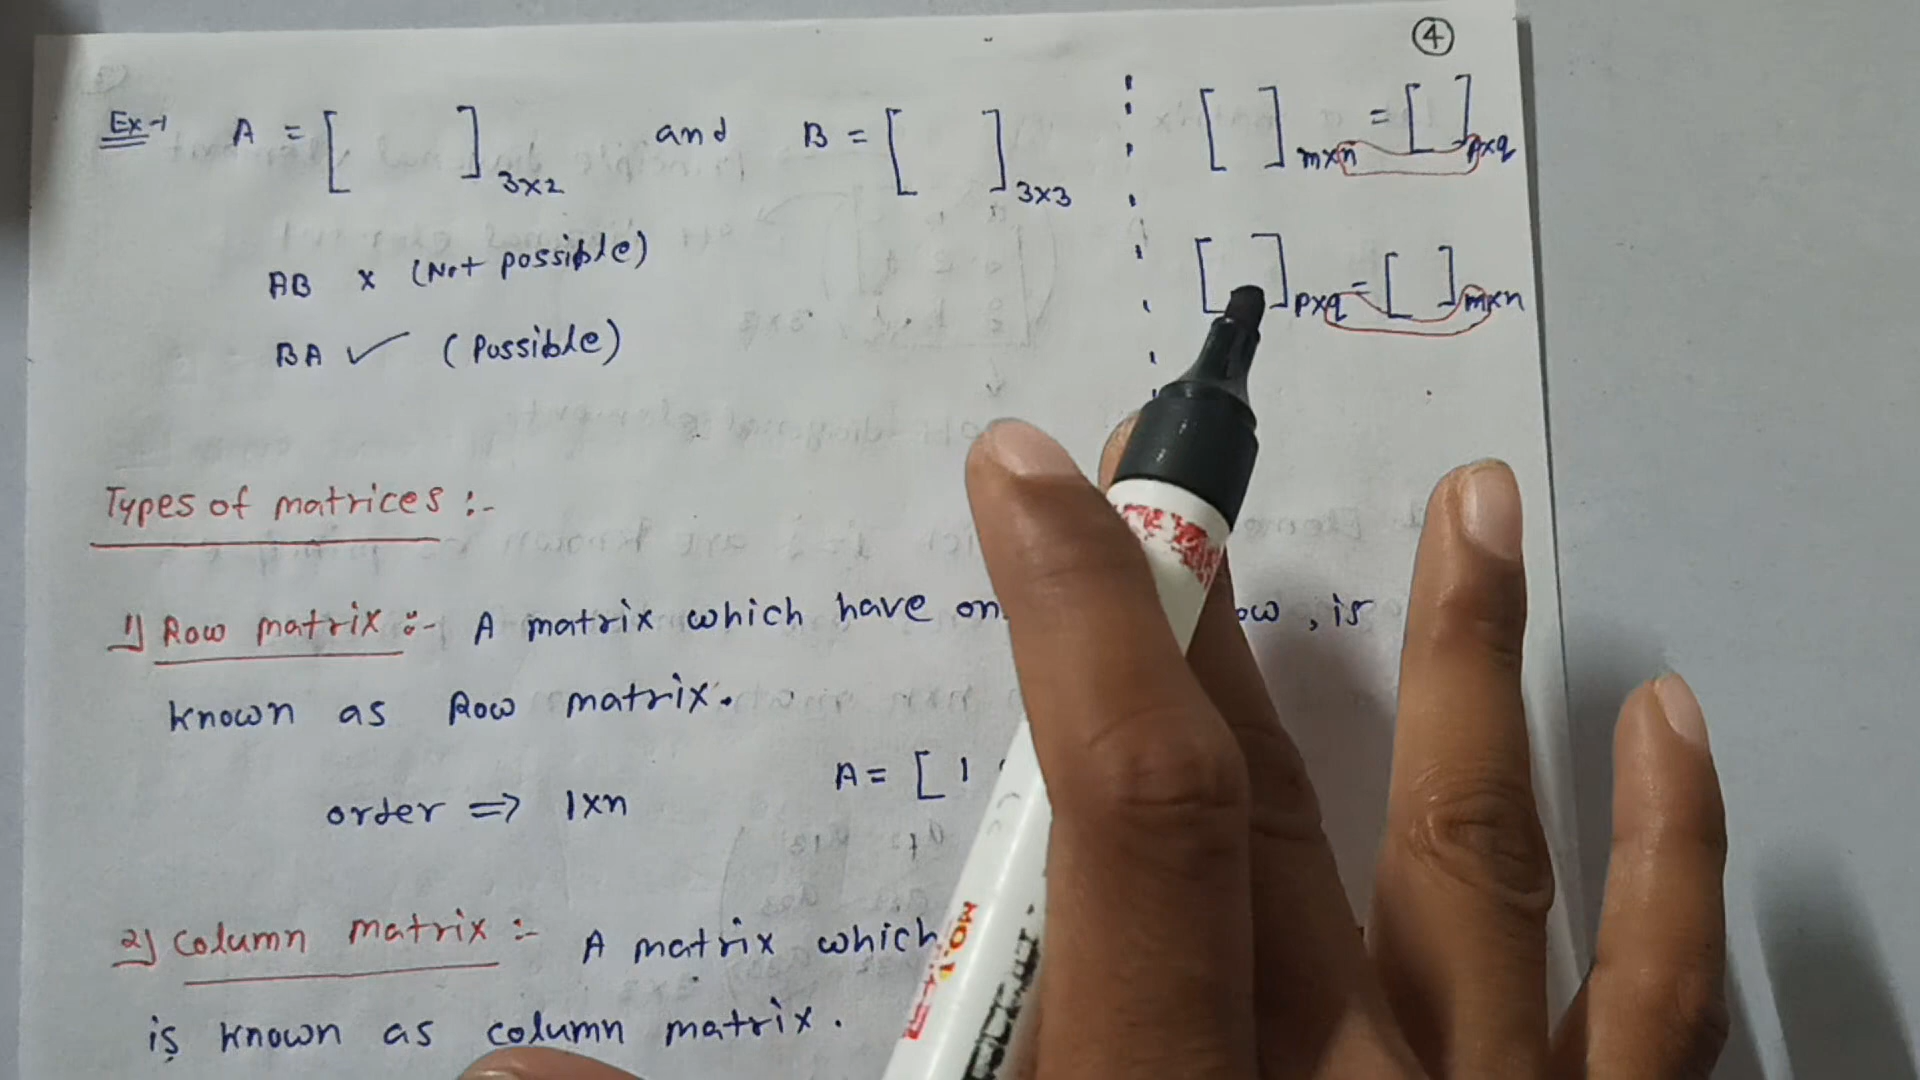 ④
Ex→ A = [ ]3x2 and B = [ ]3x3
[ ]mxn = [ ]pxq
AB x (Not possible)
[ ]pxq = [ ]mxn
BA ✓ (Possible)
Types of matrices :-
1) Row matrix :- A matrix which have , is
known as Row matrix.
A = [ 1
order => 1xn
2) Column matrix :- A matrix which
is known as column matrix.
NO.1